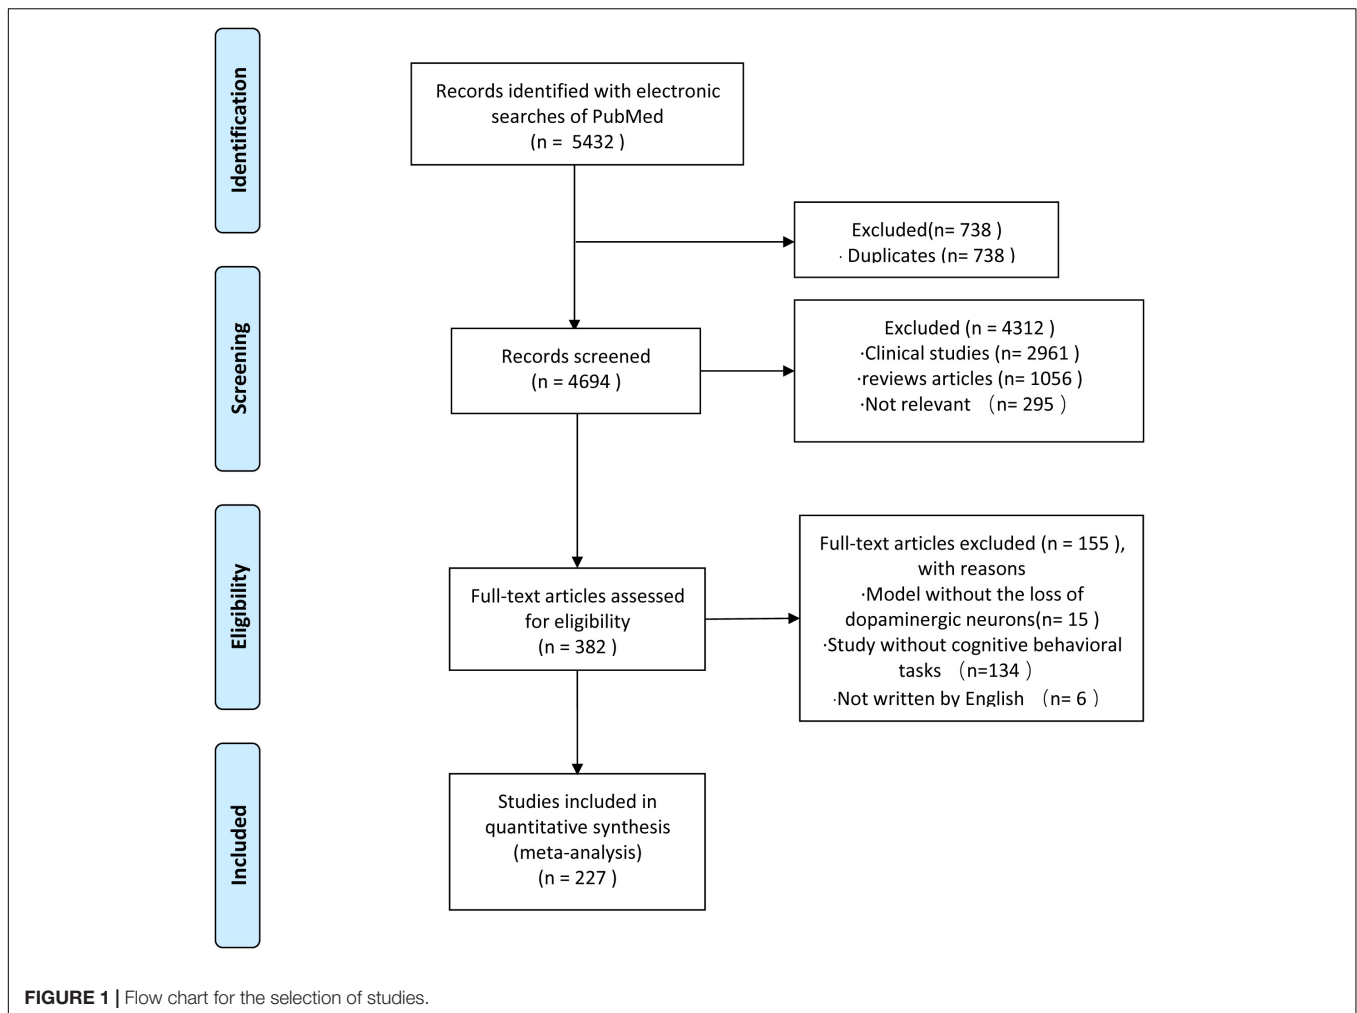 Identification
Records identified with electronic
searches of PubMed
(n =  5432 )
Excluded(n= 738 )
· Duplicates (n= 738 )
Screening
Records screened
(n = 4694 )
Excluded (n = 4312 )
·Clinical studies (n= 2961 )
·reviews articles (n= 1056 )
·Not relevant （n= 295 ）
Eligibility
Full-text articles assessed
for eligibility
(n = 382 )
Full-text articles excluded (n = 155 ),
with reasons
·Model without the loss of
dopaminergic neurons(n= 15 )
·Study without cognitive behavioral
tasks （n=134 ）
·Not written by English （n= 6 ）
Included
Studies included in
quantitative synthesis
(meta-analysis)
(n = 227 )
FIGURE 1 | Flow chart for the selection of studies.